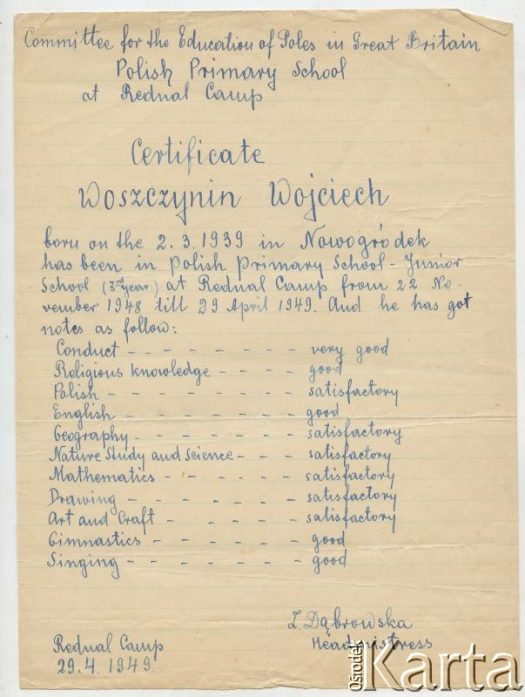 Committee for the Education of Poles in Great Britain
Polish Primary School
at Rednal Camp
Certificate
Woszczynin Wojciech
born on the 2.3.1939 in Nowogródek
has been in Polish Primary School - Junior
School (3rd year) at Rednal Camp from 22 No-
vember 1948 till 29 April 1949. And he has got
notes as follow:
Conduct - - - - - - - - very good
Religious knowledge - - - - good
Polish - - - - - - - - satisfactory
English - - - - - - - - good
Geography - - - - - - - satisfactory
Nature Study and Science - - - satisfactory
Mathematics - - - - - - satisfactory
Drawing - - - - - - - satisfactory
Art and Craft - - - - - - satisfactory
Gimnastics - - - - - - good
Singing - - - - - - - good
Z Dąbrowska
Headmistress
Rednal Camp
29.4.1949
Ośrodek
Karta